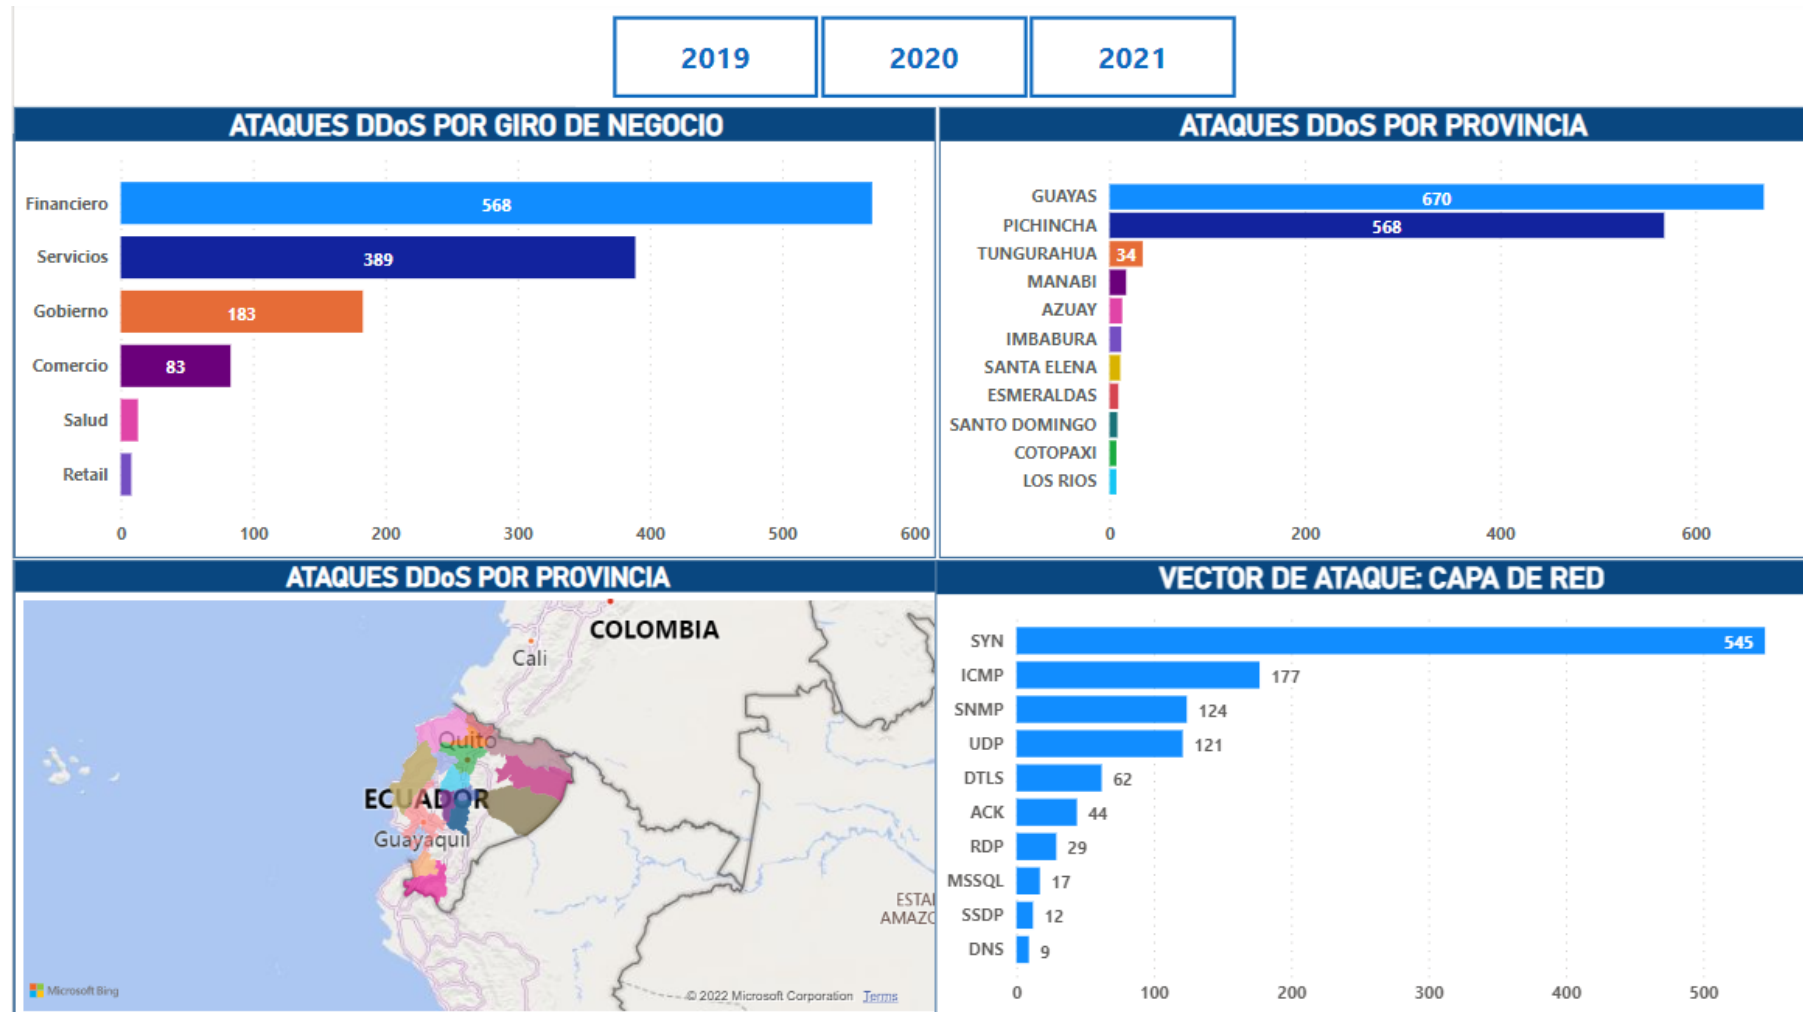 2019
2020
2021
ATAQUES DDoS POR GIRO DE NEGOCIO
Financiero
568
Servicios
389
Gobierno
183
Comercio
83
Salud
Retail
0 100 200 300 400 500 600
ATAQUES DDoS POR PROVINCIA
GUAYAS
670
PICHINCHA
568
TUNGURAHUA
34
MANABI
AZUAY
IMBABURA
SANTA ELENA
ESMERALDAS
SANTO DOMINGO
COTOPAXI
LOS RIOS
0 200 400 600
ATAQUES DDoS POR PROVINCIA
COLOMBIA
Cali
Quito
ECUADOR
Guayaquil
ESTA
AMAZO
Microsoft Bing
© 2022 Microsoft Corporation Terms
VECTOR DE ATAQUE: CAPA DE RED
SYN
545
ICMP
177
SNMP
124
UDP
121
DTLS
62
ACK
44
RDP
29
MSSQL
17
SSDP
12
DNS
9
0 100 200 300 400 500